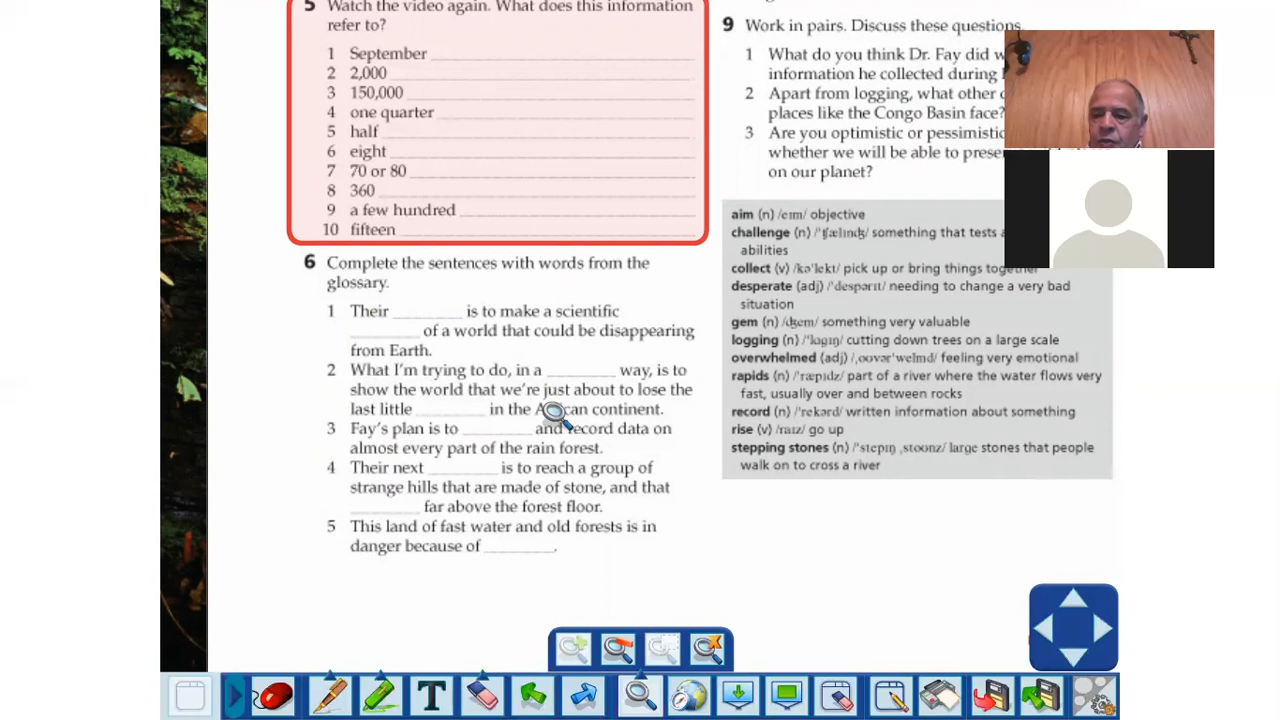 5 Watch the video again. What does this information
refer to?
1 September
2 2,000
3 150,000
4 one quarter
5 half
6 eight
7 70 or 80
8 360
9 a few hundred
10 fifteen
6 Complete the sentences with words from the
glossary.
1 Their ________ is to make a scientific
________ of a world that could be disappearing
from Earth.
2 What I'm trying to do, in a ________ way, is to
show the world that we're just about to lose the
last little ________ in the African continent.
3 Fay's plan is to ________ and record data on
almost every part of the rain forest.
4 Their next ________ is to reach a group of
strange hills that are made of stone, and that
________ far above the forest floor.
5 This land of fast water and old forests is in
danger because of ________.
9 Work in pairs. Discuss these questions.
1 What do you think Dr. Fay did
information he collected during
2 Apart from logging, what other
places like the Congo Basin face?
3 Are you optimistic or
whether we will be able to
on our planet?
aim (n) /eɪm/ objective
challenge (n) /ˈtʃælɪndʒ/ something that tests
abilities
collect (v) /kəˈlekt/ pick up or bring things together
desperate (adj) /ˈdespərɪt/ needing to change a very bad
situation
gem (n) /dʒem/ something very valuable
logging (n) /ˈlɒgɪŋ/ cutting down trees on a large scale
overwhelmed (adj) /ˌoʊvərˈwelmd/ feeling very emotional
rapids (n) /ˈræpɪdz/ part of a river where the water flows very
fast, usually over and between rocks
record (n) /ˈrekərd/ written information about something
rise (v) /raɪz/ go up
stepping stones (n) /ˈstepɪŋ ˌstoʊnz/ large stones that people
walk on to cross a river
T